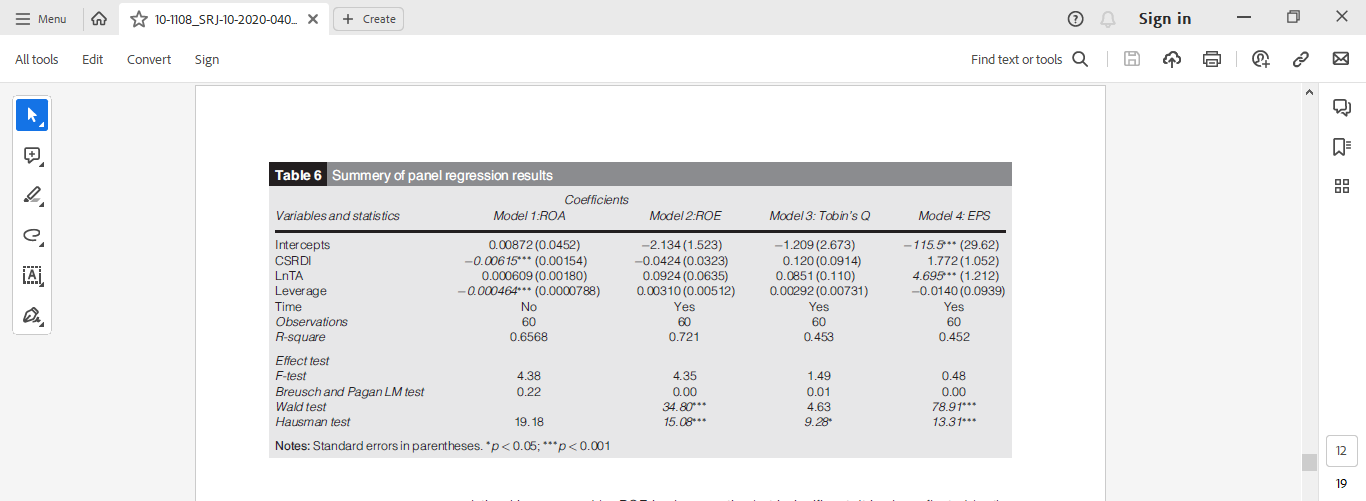 Menu
10-1108_SRJ-10-2020-040...
+ Create
Sign in
All tools Edit Convert Sign
Find text or tools
Table 6 Summery of panel regression results
Coefficients
Variables and statistics Model 1:ROA Model 2:ROE Model 3: Tobin's Q Model 4: EPS
Intercepts 0.00872 (0.0452) −2.134 (1.523) −1.209 (2.673) −115.5*** (29.62)
CSRDI −0.00615*** (0.00154) −0.0424 (0.0323) 0.120 (0.0914) 1.772 (1.052)
LnTA 0.000609 (0.00180) 0.0924 (0.0635) 0.0851 (0.110) 4.695*** (1.212)
Leverage −0.000464*** (0.0000788) 0.00310 (0.00512) 0.00292 (0.00731) −0.0140 (0.0939)
Time No Yes Yes Yes
Observations 60 60 60 60
R-square 0.6568 0.721 0.453 0.452
Effect test
F-test 4.38 4.35 1.49 0.48
Breusch and Pagan LM test 0.22 0.00 0.01 0.00
Wald test 34.80*** 4.63 78.91***
Hausman test 19.18 15.08*** 9.28* 13.31***
Notes: Standard errors in parentheses. *p < 0.05; ***p < 0.001
12
19